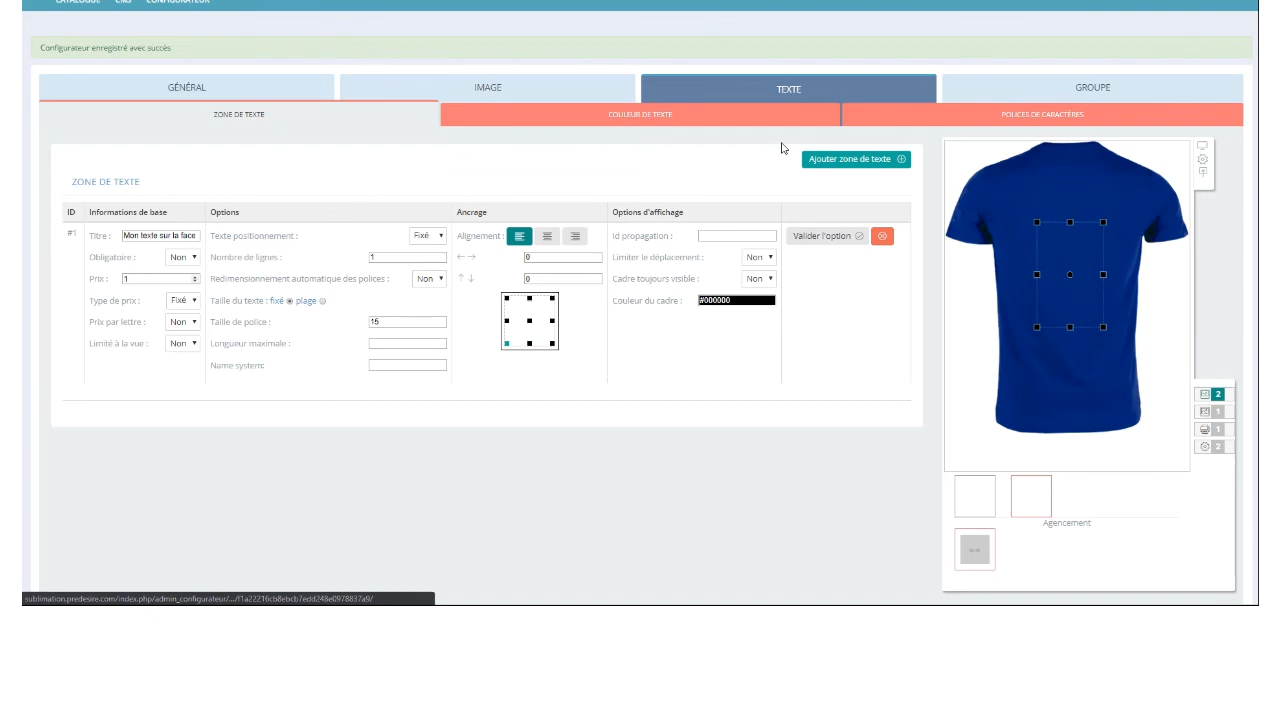 CATALOGUE CMS CONFIGURATEUR
Configurateur enregistré avec succès
GÉNÉRAL IMAGE TEXTE GROUPE
ZONE DE TEXTE COULEUR DE TEXTE POLICES DE CARACTÈRES
Ajouter zone de texte
ZONE DE TEXTE
ID Informations de base Options Ancrage Options d'affichage
#1 Titre : Mon texte sur la face Texte positionnement : Fixé Alignement : Id propagation : Valider l'option
Obligatoire : Non Nombre de lignes : 1 0 Limiter le déplacement : Non
Prix : 1 Redimensionnement automatique des polices : Non 0 Cadre toujours visible : Non
Type de prix : Fixé Taille du texte : fixé plage Couleur du cadre : #000000
Prix par lettre : Non Taille de police : 15
Limité à la vue : Non Longueur maximale :
Name system:
2
1
1
2
Agencement
sublimation.predesire.com/index.php/admin_configurateur/.../f1a22216cb8ebcb7edd248e0978837a9/